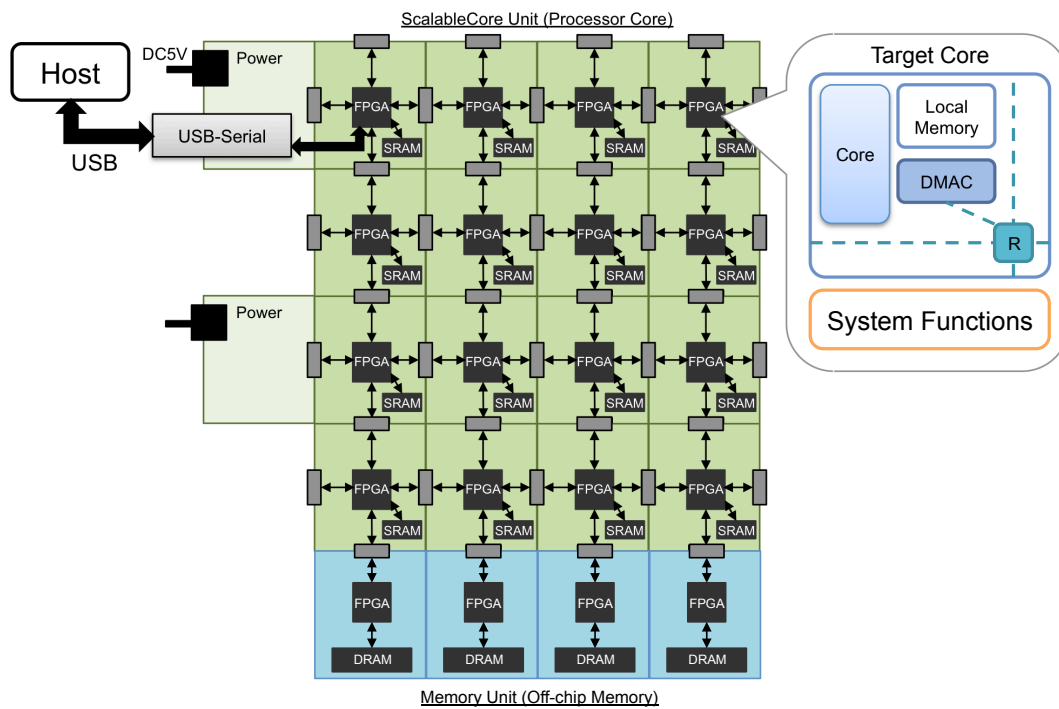 ScalableCore Unit (Processor Core)
DC5V
Power
Host
USB-Serial
USB
FPGA
FPGA
FPGA
FPGA
SRAM
SRAM
SRAM
SRAM
FPGA
FPGA
FPGA
FPGA
SRAM
SRAM
SRAM
SRAM
Power
FPGA
FPGA
FPGA
FPGA
SRAM
SRAM
SRAM
SRAM
FPGA
FPGA
FPGA
FPGA
SRAM
SRAM
SRAM
SRAM
FPGA
FPGA
FPGA
FPGA
DRAM
DRAM
DRAM
DRAM
Memory Unit (Off-chip Memory)
Target Core
Core
Local
Memory
DMAC
R
System Functions